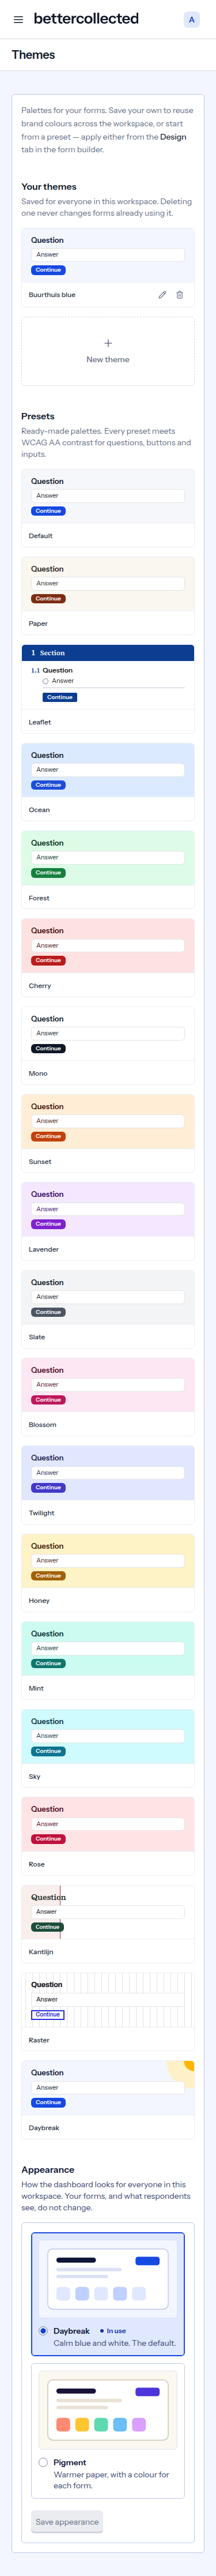 bettercollected
A
Themes
Palettes for your forms. Save your own to reuse
brand colours across workspaces, or start
from a preset — apply either from the Design
tab in the form builder.
Your themes
Saved for everyone in this workspace. Deleting
one never changes forms already using it.
Question
Answer
Continue
Buurthuis blue
New theme
Presets
Ready-made palettes. Every preset meets
WCAG AA contrast for questions, buttons and
inputs.
Question
Answer
Continue
Default
Question
Answer
Continue
Paper
1 Section
1.1 Question
Answer
Continue
Leaflet
Question
Answer
Continue
Ocean
Question
Answer
Continue
Forest
Question
Answer
Continue
Cherry
Question
Answer
Continue
Mono
Question
Answer
Continue
Sunset
Question
Answer
Continue
Lavender
Question
Answer
Continue
Slate
Question
Answer
Continue
Blossom
Question
Answer
Continue
Twilight
Question
Answer
Continue
Honey
Question
Answer
Continue
Mint
Question
Answer
Continue
Sky
Question
Answer
Continue
Rose
Question
Answer
Continue
Kantlijn
Question
Answer
Continue
Raster
Question
Answer
Continue
Daybreak
Appearance
How the dashboard looks for everyone in this
workspace. Your forms, and what respondents
see, do not change.
Daybreak In use
Calm blue and white. The default.
Pigment
Warmer paper, with a colour for
each form.
Save appearance